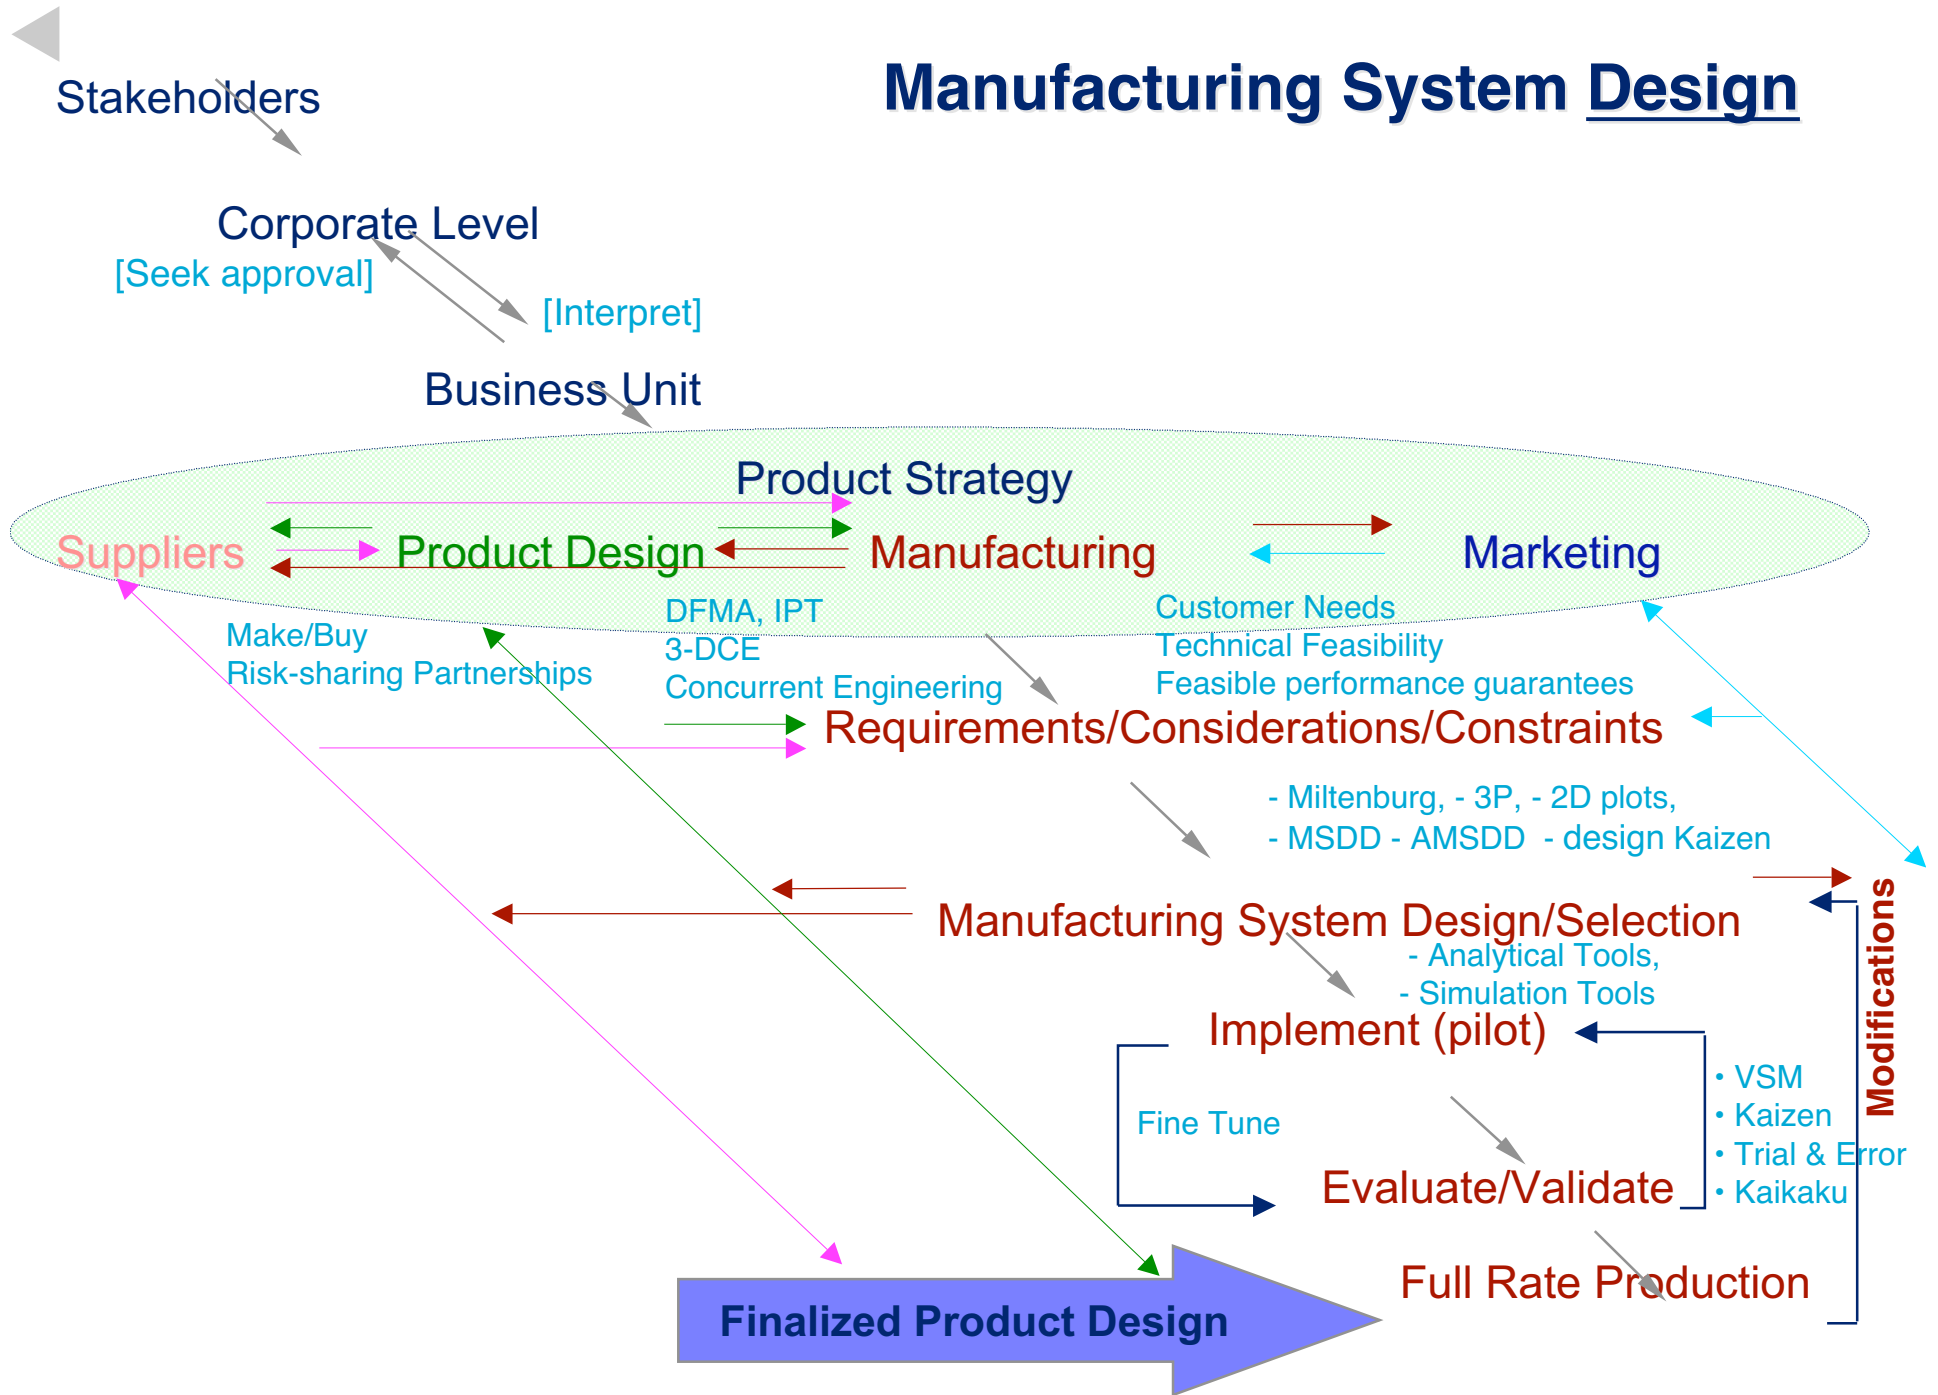 Manufacturing System Design
Stakeholders
Corporate Level
[Seek approval]
[Interpret]
Business Unit
Product Strategy
Suppliers
Product Design
Manufacturing
Marketing
Make/Buy
Risk-sharing Partnerships
DFMA, IPT
3-DCE
Concurrent Engineering
Customer Needs
Technical Feasibility
Feasible performance guarantees
Requirements/Considerations/Constraints
- Miltenburg, - 3P, - 2D plots,
- MSDD - AMSDD - design Kaizen
Manufacturing System Design/Selection
- Analytical Tools,
- Simulation Tools
Modifications
Implement (pilot)
Fine Tune
• VSM
• Kaizen
• Trial & Error
• Kaikaku
Evaluate/Validate
Full Rate Production
Finalized Product Design